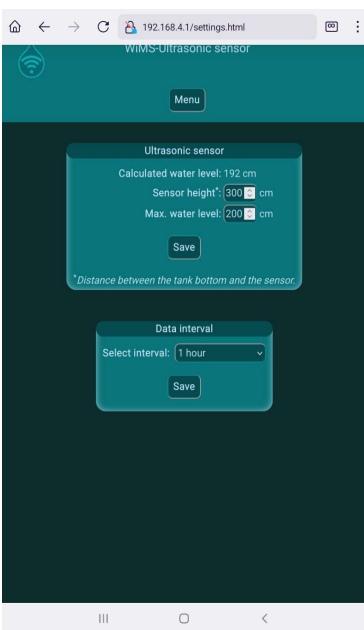 192.168.4.1/settings.html
WiMS-Ultrasonic sensor
Menu
Ultrasonic sensor
Calculated water level: 192 cm
Sensor height*: 300 cm
Max. water level: 200 cm
Save
*Distance between the tank bottom and the sensor.
Data interval
Select interval: 1 hour
Save